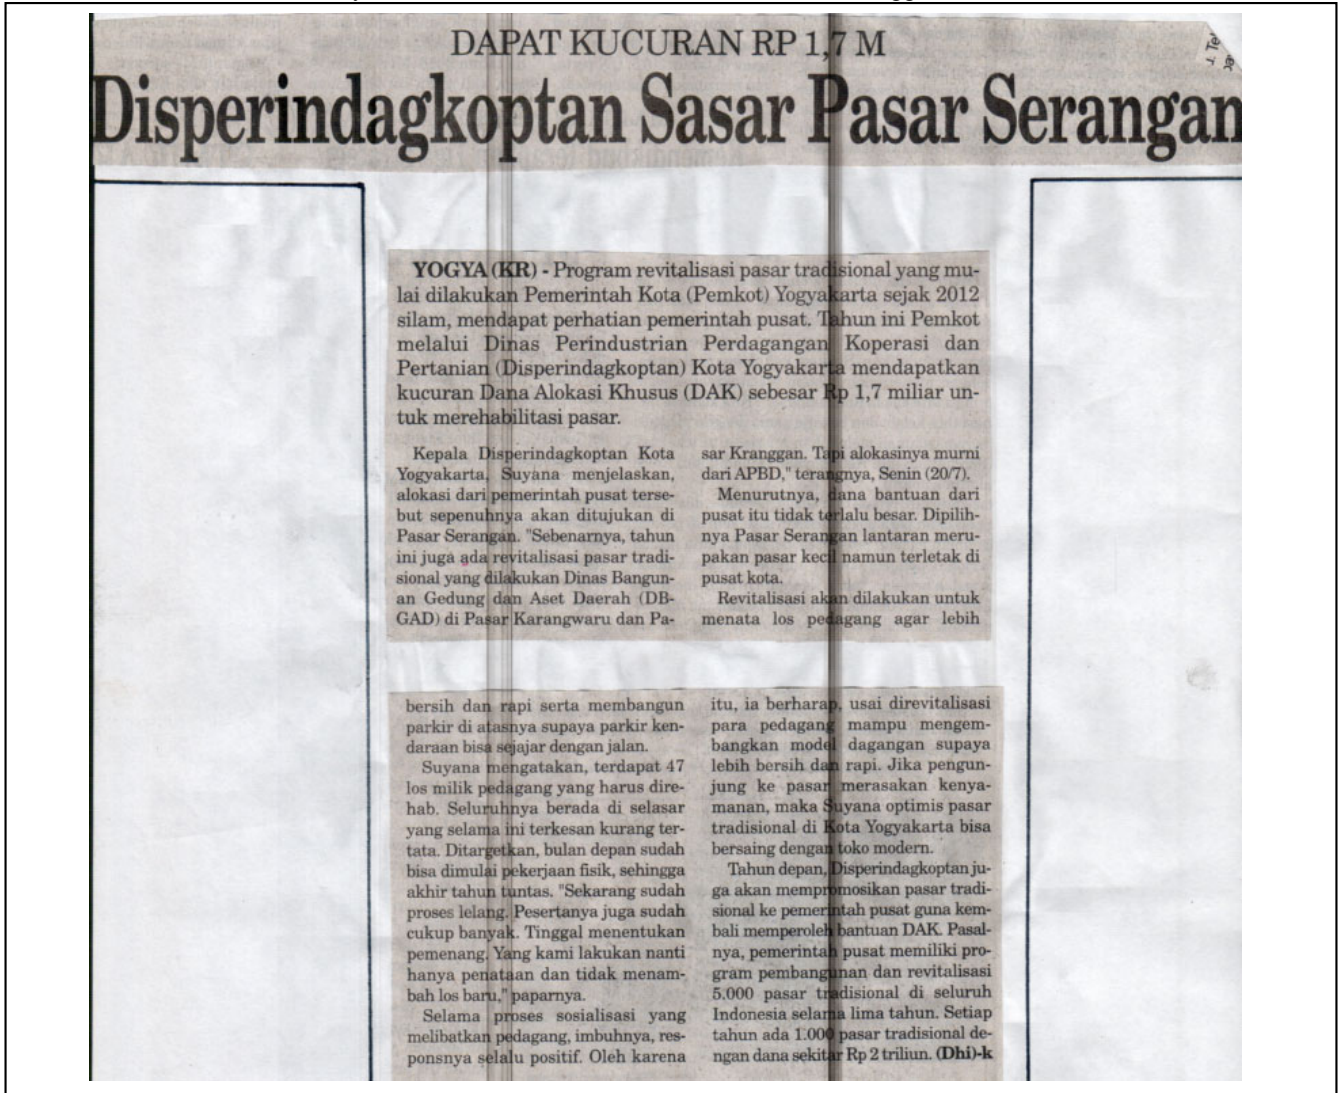 DAPAT KUCURAN RP 1,7 M
Disperindagkoptan Sasar Pasar Serangan
YOGYA (KR) - Program revitalisasi pasar tradisional yang mu-
lai dilakukan Pemerintah Kota (Pemkot) Yogyakarta sejak 2012
silam, mendapat perhatian pemerintah pusat. Tahun ini Pemkot
melalui Dinas Perindustrian Perdagangan Koperasi dan
Pertanian (Disperindagkoptan) Kota Yogyakarta mendapatkan
kucuran Dana Alokasi Khusus (DAK) sebesar Rp 1,7 miliar un-
tuk merehabilitasi pasar.
Kepala Disperindagkoptan Kota
Yogyakarta, Suyana menjelaskan,
alokasi dari pemerintah pusat terse-
but sepenuhnya akan ditujukan di
Pasar Serangan. "Sebenarnya, tahun
ini juga ada revitalisasi pasar tradi-
sional yang dilakukan Dinas Bangun-
an Gedung dan Aset Daerah (DB-
GAD) di Pasar Karangwaru dan Pa-
sar Kranggan. Tapi alokasinya murni
dari APBD," terangnya, Senin (20/7).
Menurutnya, dana bantuan dari
pusat itu tidak terlalu besar. Dipilih-
nya Pasar Serangan lantaran meru-
pakan pasar kecil namun terletak di
pusat kota.
Revitalisasi akan dilakukan untuk
menata los pedagang agar lebih
bersih dan rapi serta membangun
parkir di atasnya supaya parkir ken-
daraan bisa sejajar dengan jalan.
Suyana mengatakan, terdapat 47
los milik pedagang yang harus dire-
hab. Seluruhnya berada di selasar
yang selama ini terkesan kurang ter-
tata. Ditargetkan, bulan depan sudah
bisa dimulai pekerjaan fisik, sehingga
akhir tahun tuntas. "Sekarang sudah
proses lelang. Pesertanya juga sudah
cukup banyak. Tinggal menentukan
pemenang. Yang kami lakukan nanti
hanya penataan dan tidak menam-
bah los baru," paparnya.
Selama proses sosialisasi yang
melibatkan pedagang, imbuhnya, res-
ponsnya selalu positif. Oleh karena
itu, ia berharap, usai direvitalisasi
para pedagang mampu mengem-
bangkan model dagangan supaya
lebih bersih dan rapi. Jika pengun-
jung ke pasar merasakan kenya-
manan, maka Suyana optimis pasar
tradisional di Kota Yogyakarta bisa
bersaing dengan toko modern.
Tahun depan, Disperindagkoptan ju-
ga akan mempromosikan pasar tradi-
sional ke pemerintah pusat guna kem-
bali memperoleh bantuan DAK. Pasal-
nya, pemerintah pusat memiliki pro-
gram pembangunan dan revitalisasi
5.000 pasar tradisional di seluruh
Indonesia selama lima tahun. Setiap
tahun ada 1.000 pasar tradisional de-
ngan dana sekitar Rp 2 triliun. (Dhi)-k